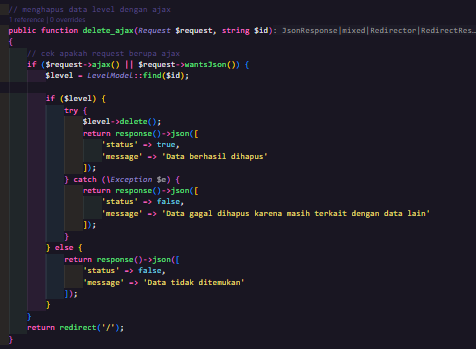 // menghapus data level dengan ajax
1 reference | 0 overrides
public function delete_ajax(Request $request, string $id): JsonResponse|mixed|Redirector|RedirectRes...
{
// cek apakah request berupa ajax
if ($request->ajax() || $request->wantsJson()) {
$level = LevelModel::find($id);
if ($level) {
try {
$level->delete();
return response()->json([
'status' => true,
'message' => 'Data berhasil dihapus'
]);
} catch (\Exception $e) {
return response()->json([
'status' => false,
'message' => 'Data gagal dihapus karena masih terkait dengan data lain'
]);
}
} else {
return response()->json([
'status' => false,
'message' => 'Data tidak ditemukan'
]);
}
}
return redirect('/');
}